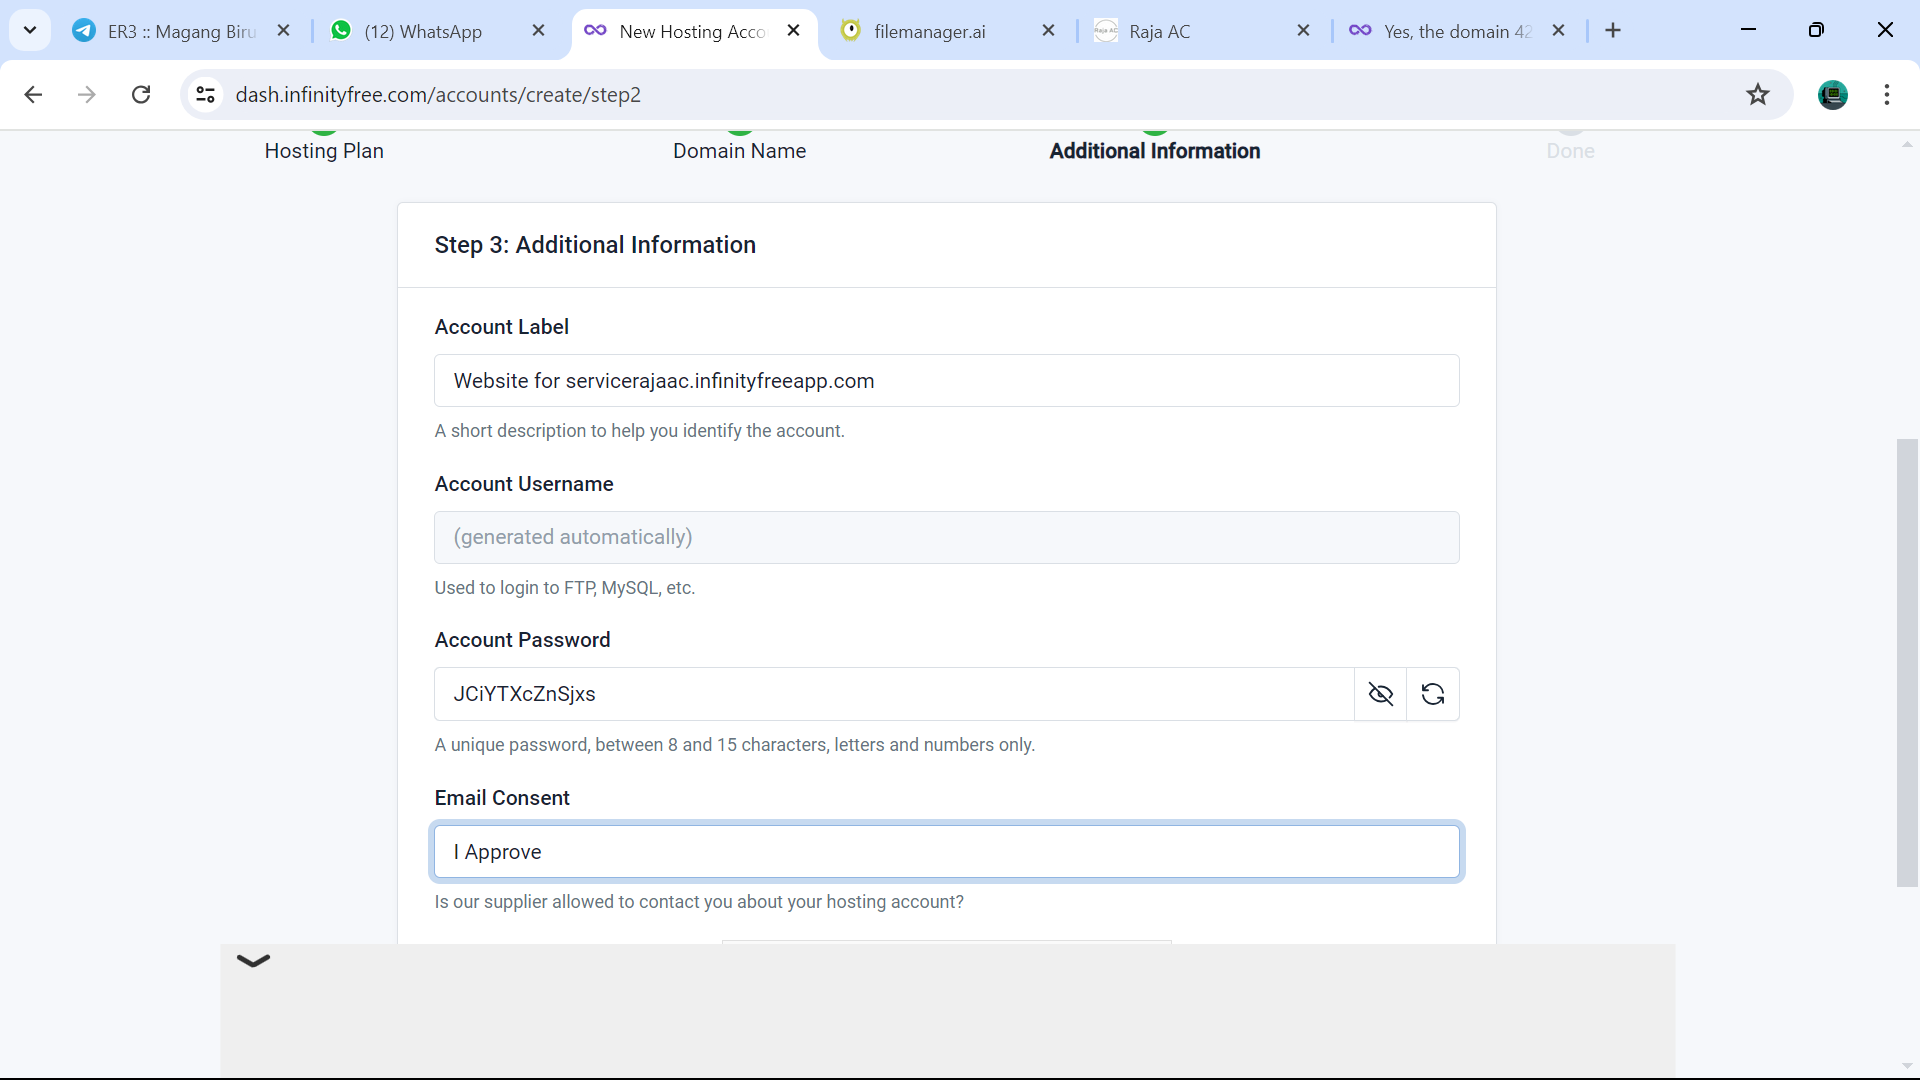 ER3 :: Magang Biru
(12) WhatsApp
New Hosting Acco
filemanager.ai
Raja AC
Raja AC
Yes, the domain 42
dash.infinityfree.com/accounts/create/step2
Hosting Plan
Domain Name
Additional Information
Done
Step 3: Additional Information
Account Label
Website for servicerajaac.infinityfreeapp.com
A short description to help you identify the account.
Account Username
(generated automatically)
Used to login to FTP, MySQL, etc.
Account Password
JCiYTXcZnSjxs
A unique password, between 8 and 15 characters, letters and numbers only.
Email Consent
I Approve
Is our supplier allowed to contact you about your hosting account?